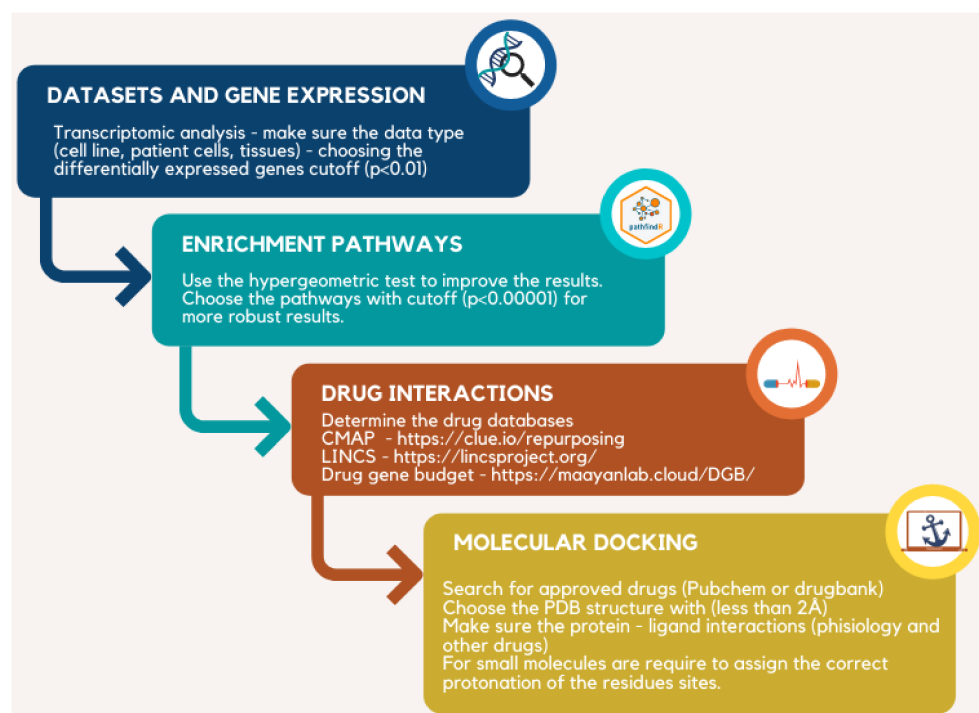 DATASETS AND GENE EXPRESSION
Transcriptomic analysis - make sure the data type
(cell line, patient cells, tissues) - choosing the
differentially expressed genes cutoff (p<0.01)
pathfindR
ENRICHMENT PATHWAYS
Use the hypergeometric test to improve the results.
Choose the pathways with cutoff (p<0.00001) for
more robust results.
DRUG INTERACTIONS
Determine the drug databases
CMAP - https://clue.io/repurposing
LINCS - https://lincsproject.org/
Drug gene budget - https://maayanlab.cloud/DGB/
MOLECULAR DOCKING
Search for approved drugs (Pubchem or drugbank)
Choose the PDB structure with (less than 2Å)
Make sure the protein - ligand interactions (phisiology and
other drugs)
For small molecules are require to assign the correct
protonation of the residues sites.